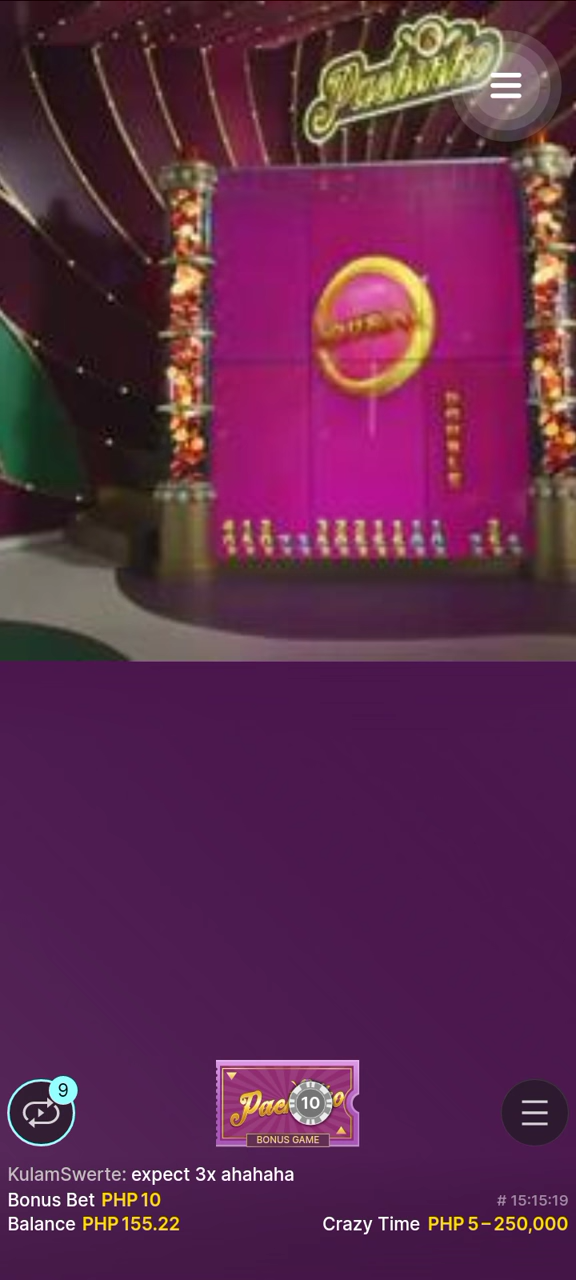 Pachinko
DOUBLE
9
10
BONUS GAME
KulamSwerte: expect 3x ahahaha
Bonus Bet PHP 10
# 15:15:19
Balance PHP 155.22
Crazy Time PHP 5–250,000